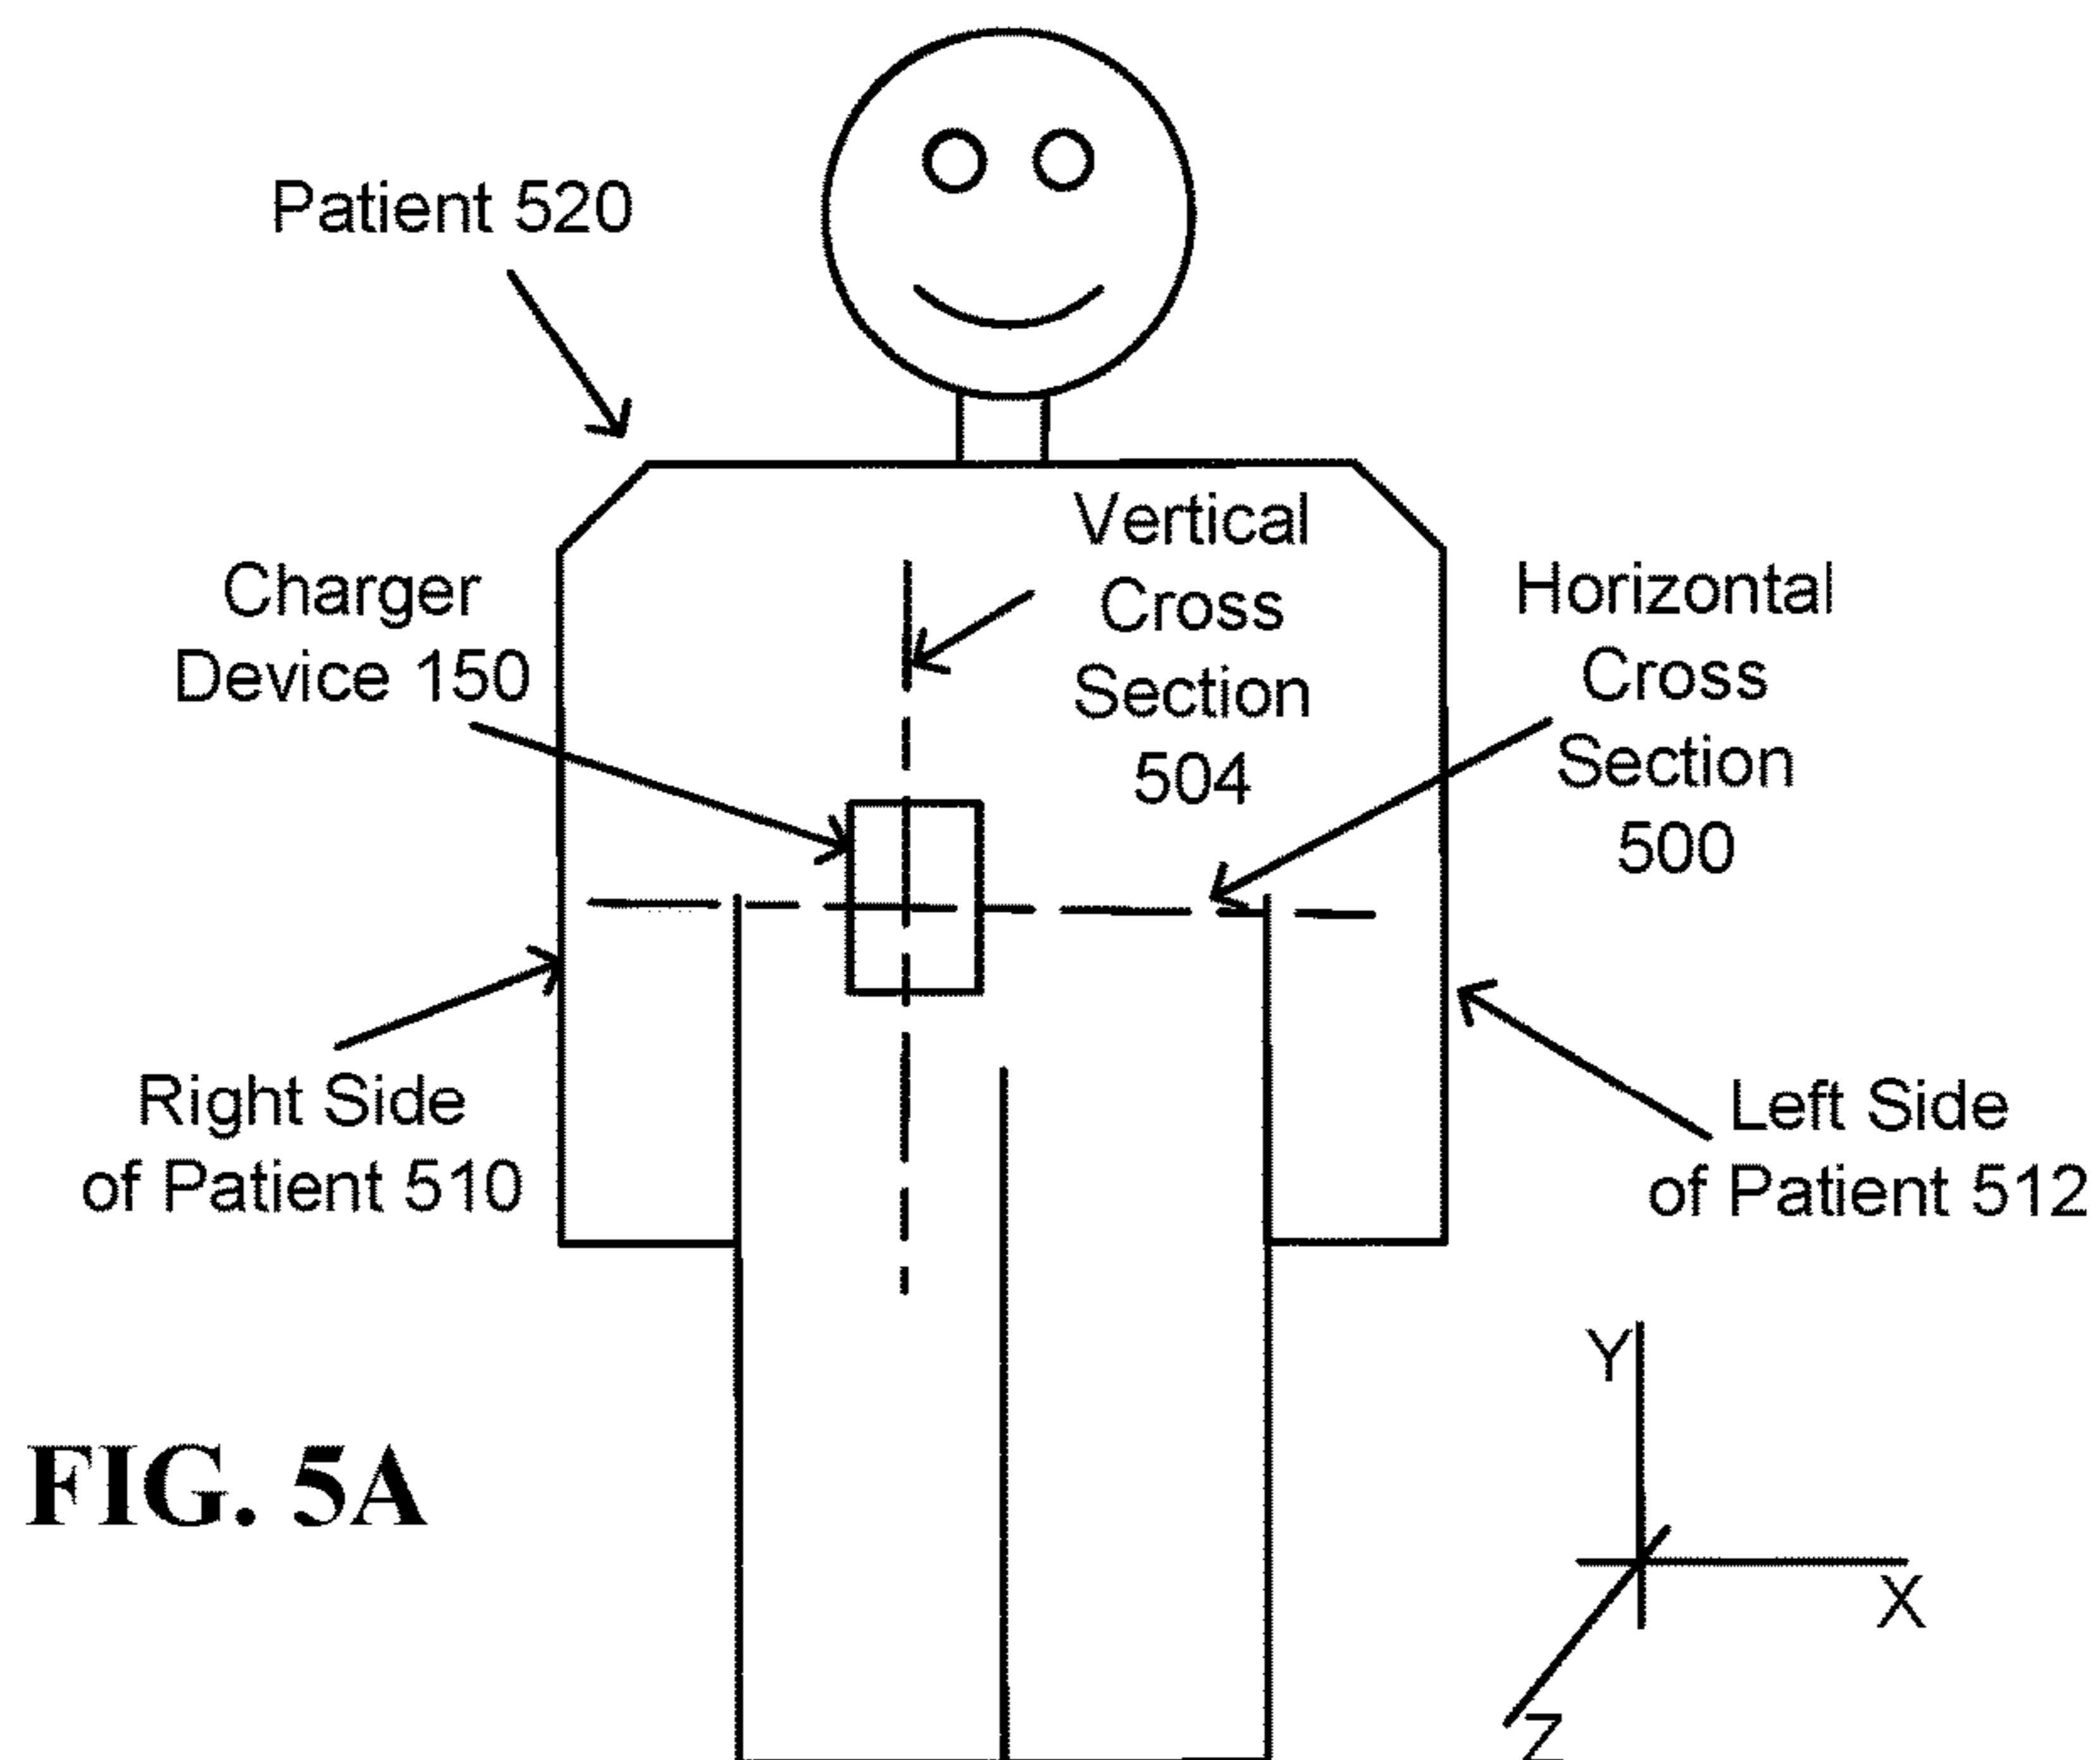 Patient 520
Vertical
Cross
Section
504
Charger
Device 150
Horizontal
Cross
Section
500
Right Side
of Patient 510
Left Side
of Patient 512
FIG. 5A
Y
X
Z